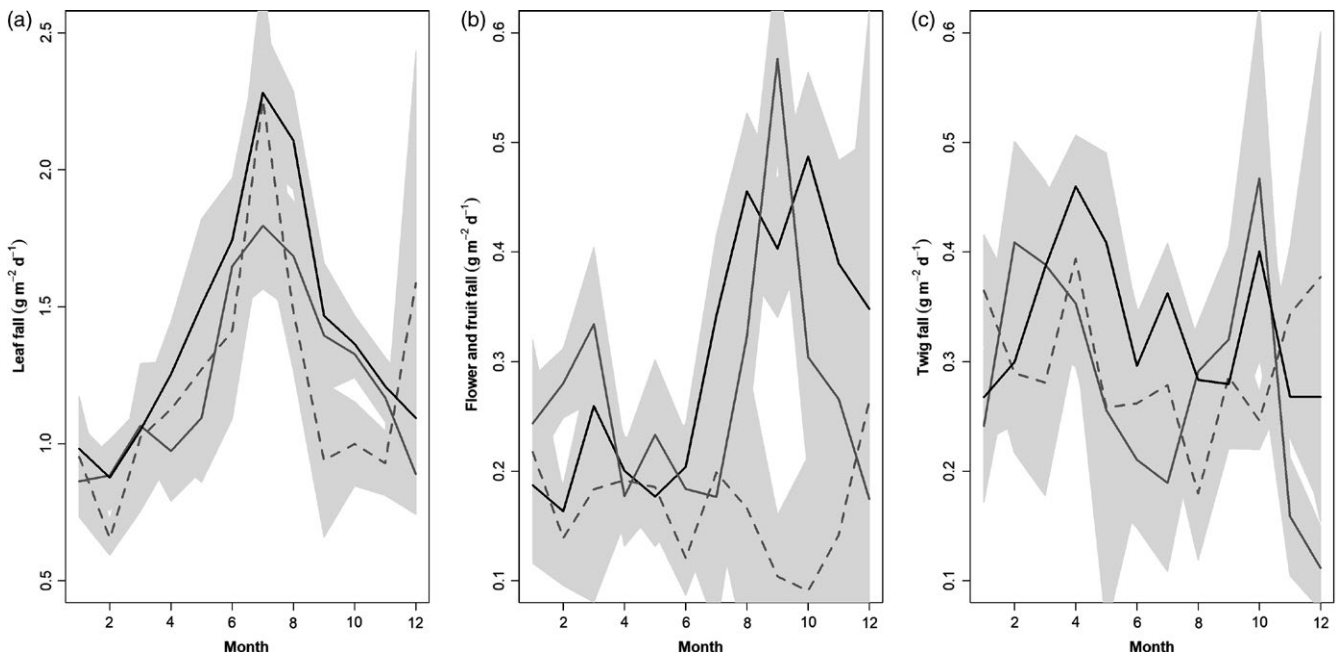 (a)
Leaf fall (g m⁻² d⁻¹)
2.5
2.0
1.5
1.0
0.5
2 4 6 8 10 12
Month
(b)
Flower and fruit fall (g m⁻² d⁻¹)
0.6
0.5
0.4
0.3
0.2
0.1
2 4 6 8 10 12
Month
(c)
Twig fall (g m⁻² d⁻¹)
0.6
0.5
0.4
0.3
0.2
0.1
2 4 6 8 10 12
Month